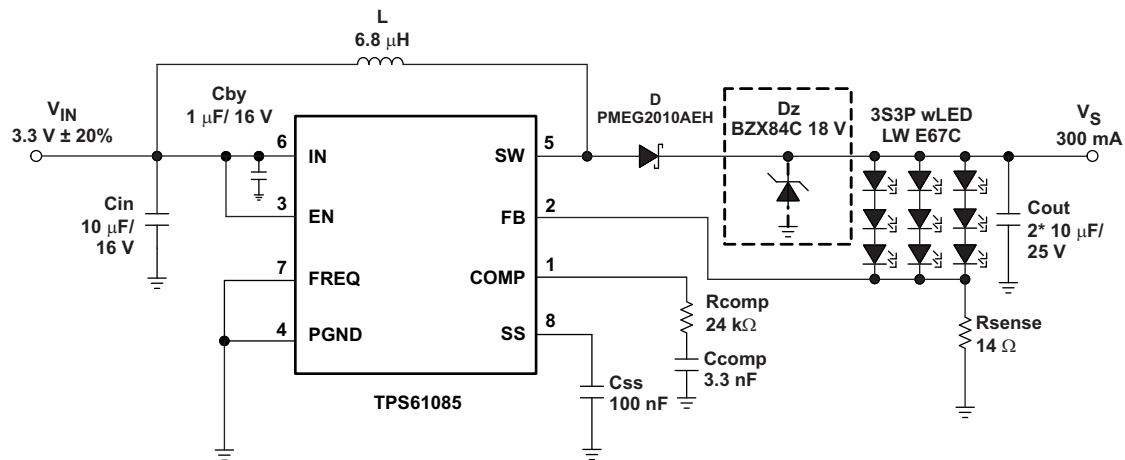 L
6.8 μH
Cby
1 μF/ 16 V
VIN
3.3 V ± 20%
D
PMEG2010AEH
Dz
BZX84C 18 V
3S3P wLED
LW E67C
VS
300 mA
6
IN
SW
5
3
EN
FB
2
Cin
10 μF/
16 V
Cout
2* 10 μF/
25 V
7
FREQ
COMP
1
4
PGND
SS
8
Rcomp
24 kΩ
Ccomp
3.3 nF
Rsense
14 Ω
Css
100 nF
TPS61085